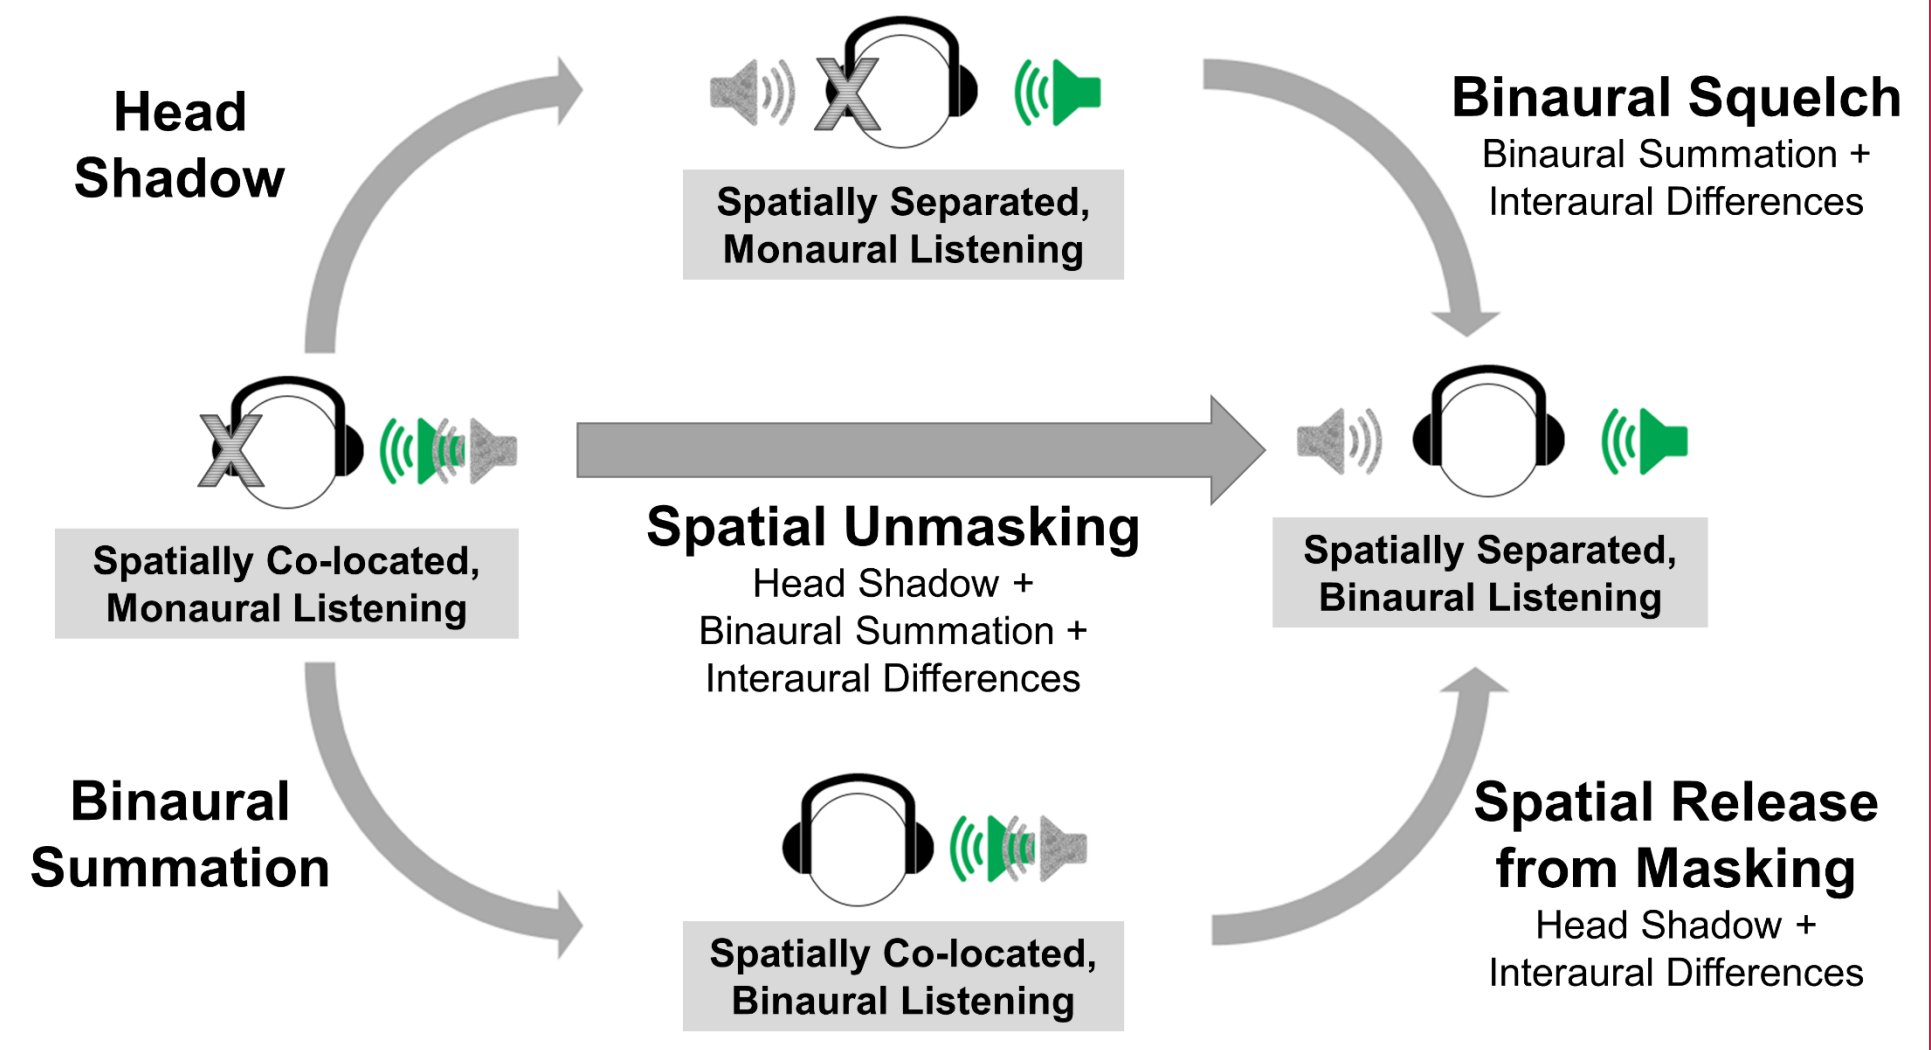 Head
Shadow
Spatially Separated,
Monaural Listening
Binaural Squelch
Binaural Summation +
Interaural Differences
X
X
Spatially Co-located,
Monaural Listening
Spatial Unmasking
Head Shadow +
Binaural Summation +
Interaural Differences
Spatially Separated,
Binaural Listening
Binaural
Summation
Spatially Co-located,
Binaural Listening
Spatial Release
from Masking
Head Shadow +
Interaural Differences